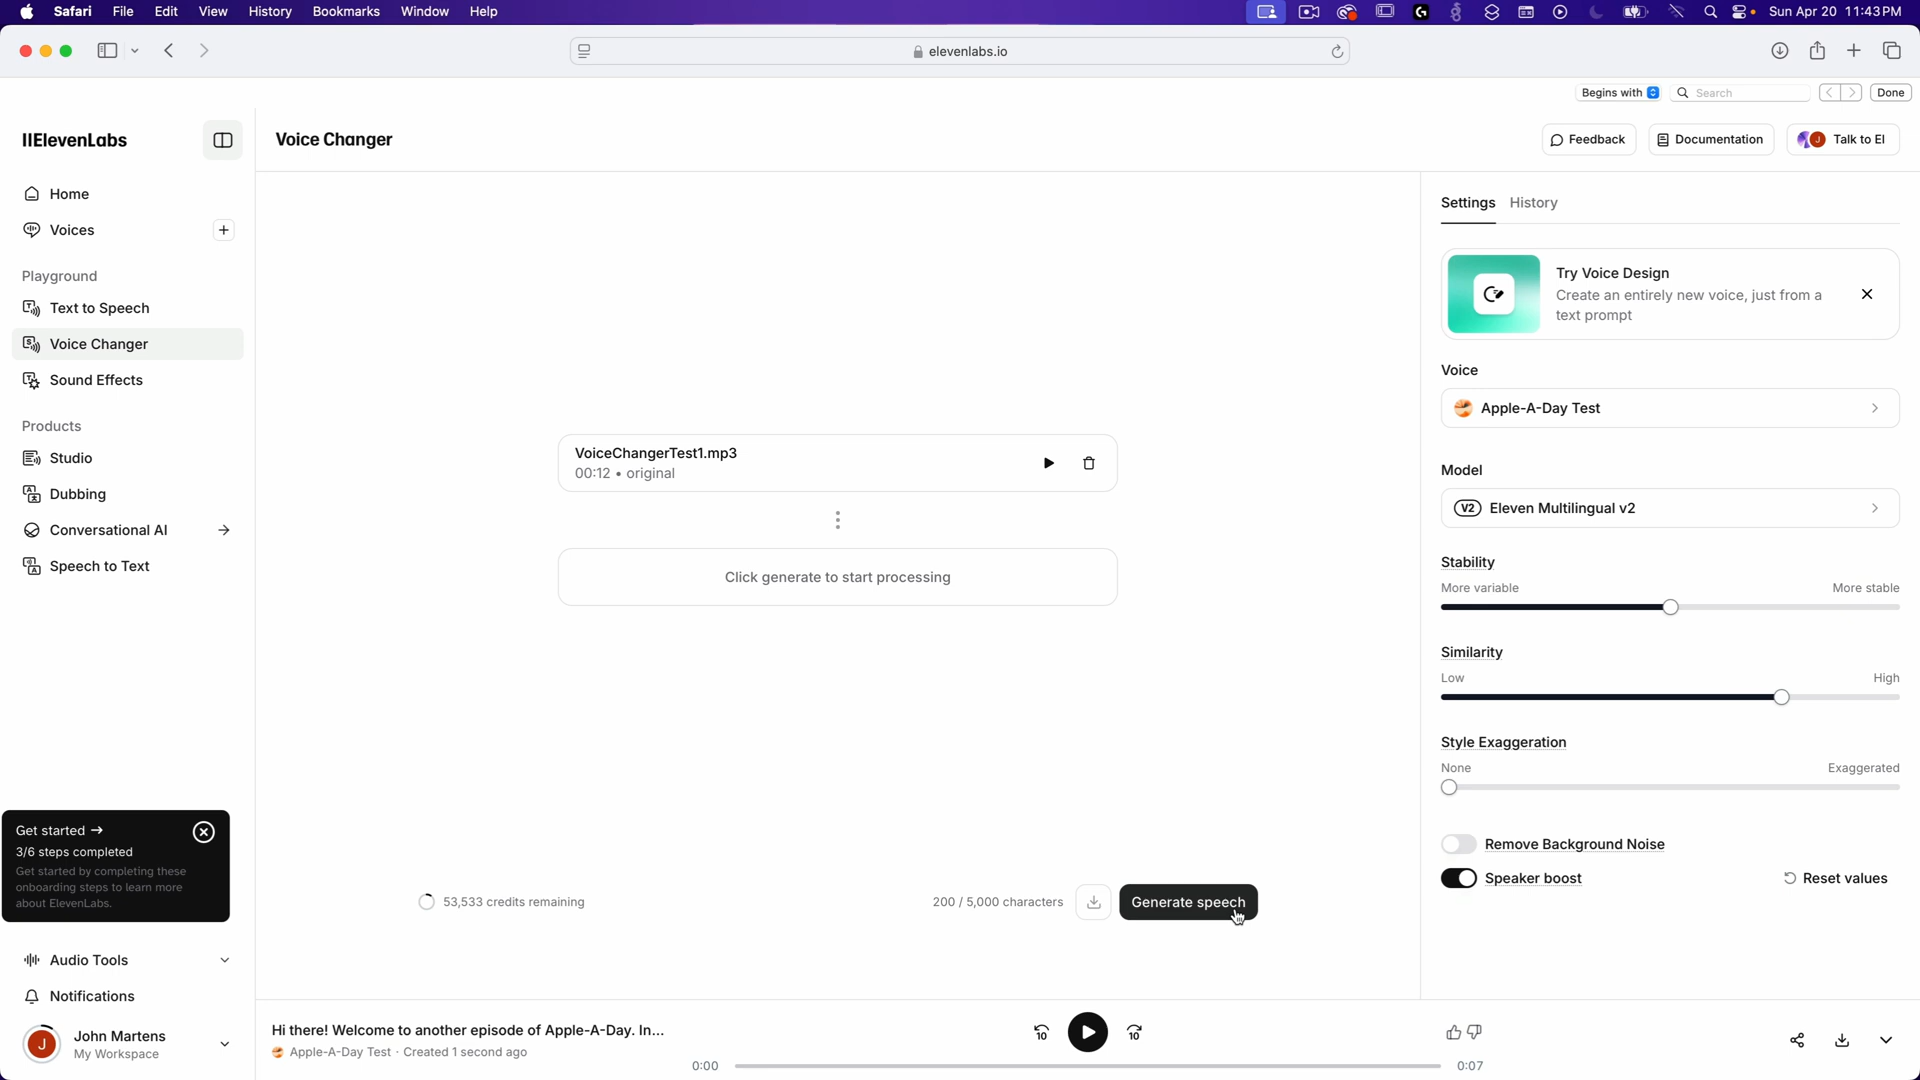 Safari File Edit View History Bookmarks Window Help
Sun Apr 20 11:43 PM
elevenlabs.io
Begins with
Search
Done
IIElevenLabs
Voice Changer
Feedback
Documentation
Talk to El
Home
Voices
Playground
Text to Speech
Voice Changer
Sound Effects
Products
Studio
Dubbing
Conversational AI
Speech to Text
Get started →
3/6 steps completed
Get started by completing these
onboarding steps to learn more
about ElevenLabs.
Audio Tools
Notifications
J
John Martens
My Workspace
VoiceChangerTest1.mp3
00:12 • original
Click generate to start processing
53,533 credits remaining
200 / 5,000 characters
Generate speech
Settings History
Try Voice Design
Create an entirely new voice, just from a
text prompt
Voice
Apple-A-Day Test
Model
V2 Eleven Multilingual v2
Stability
More variable More stable
Similarity
Low High
Style Exaggeration
None Exaggerated
Remove Background Noise
Speaker boost
Reset values
Hi there! Welcome to another episode of Apple-A-Day. In...
Apple-A-Day Test · Created 1 second ago
10
10
0:00
0:07